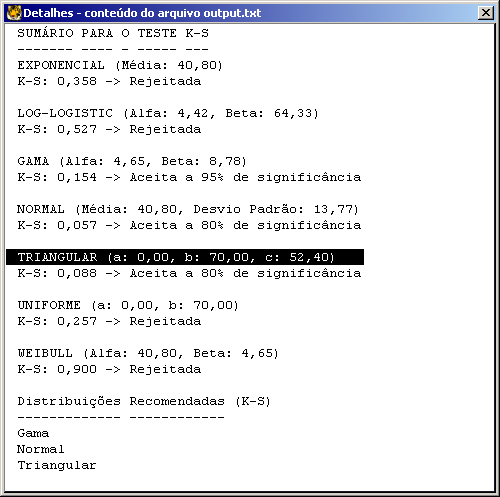 Detalhes - conteúdo do arquivo output.txt
SUMÁRIO PARA O TESTE K-S
------- ---- - ----- ---
EXPONENCIAL (Média: 40,80)
K-S: 0,358 -> Rejeitada
LOG-LOGISTIC (Alfa: 4,42, Beta: 64,33)
K-S: 0,527 -> Rejeitada
GAMA (Alfa: 4,65, Beta: 8,78)
K-S: 0,154 -> Aceita a 95% de significância
NORMAL (Média: 40,80, Desvio Padrão: 13,77)
K-S: 0,057 -> Aceita a 80% de significância
TRIANGULAR (a: 0,00, b: 70,00, c: 52,40)
K-S: 0,088 -> Aceita a 80% de significância
UNIFORME (a: 0,00, b: 70,00)
K-S: 0,257 -> Rejeitada
WEIBULL (Alfa: 40,80, Beta: 4,65)
K-S: 0,900 -> Rejeitada
Distribuições Recomendadas (K-S)
------------- ------------
Gama
Normal
Triangular